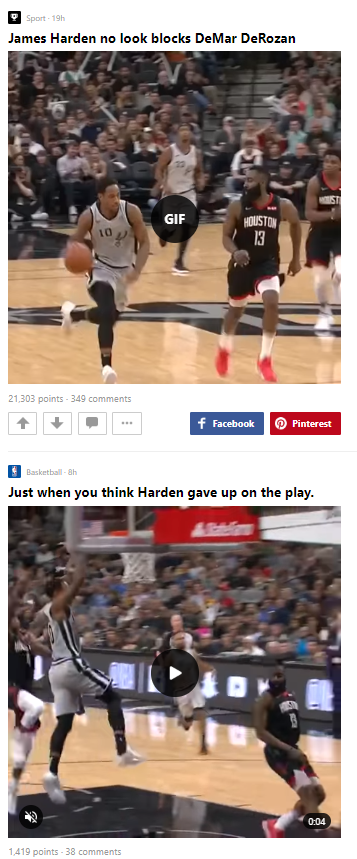 Sport · 19h
James Harden no look blocks DeMar DeRozan
10
HOUSTON
13
GIF
21,303 points · 349 comments
Facebook
Pinterest
Basketball · 8h
Just when you think Harden gave up on the play.
0:04
1,419 points · 38 comments